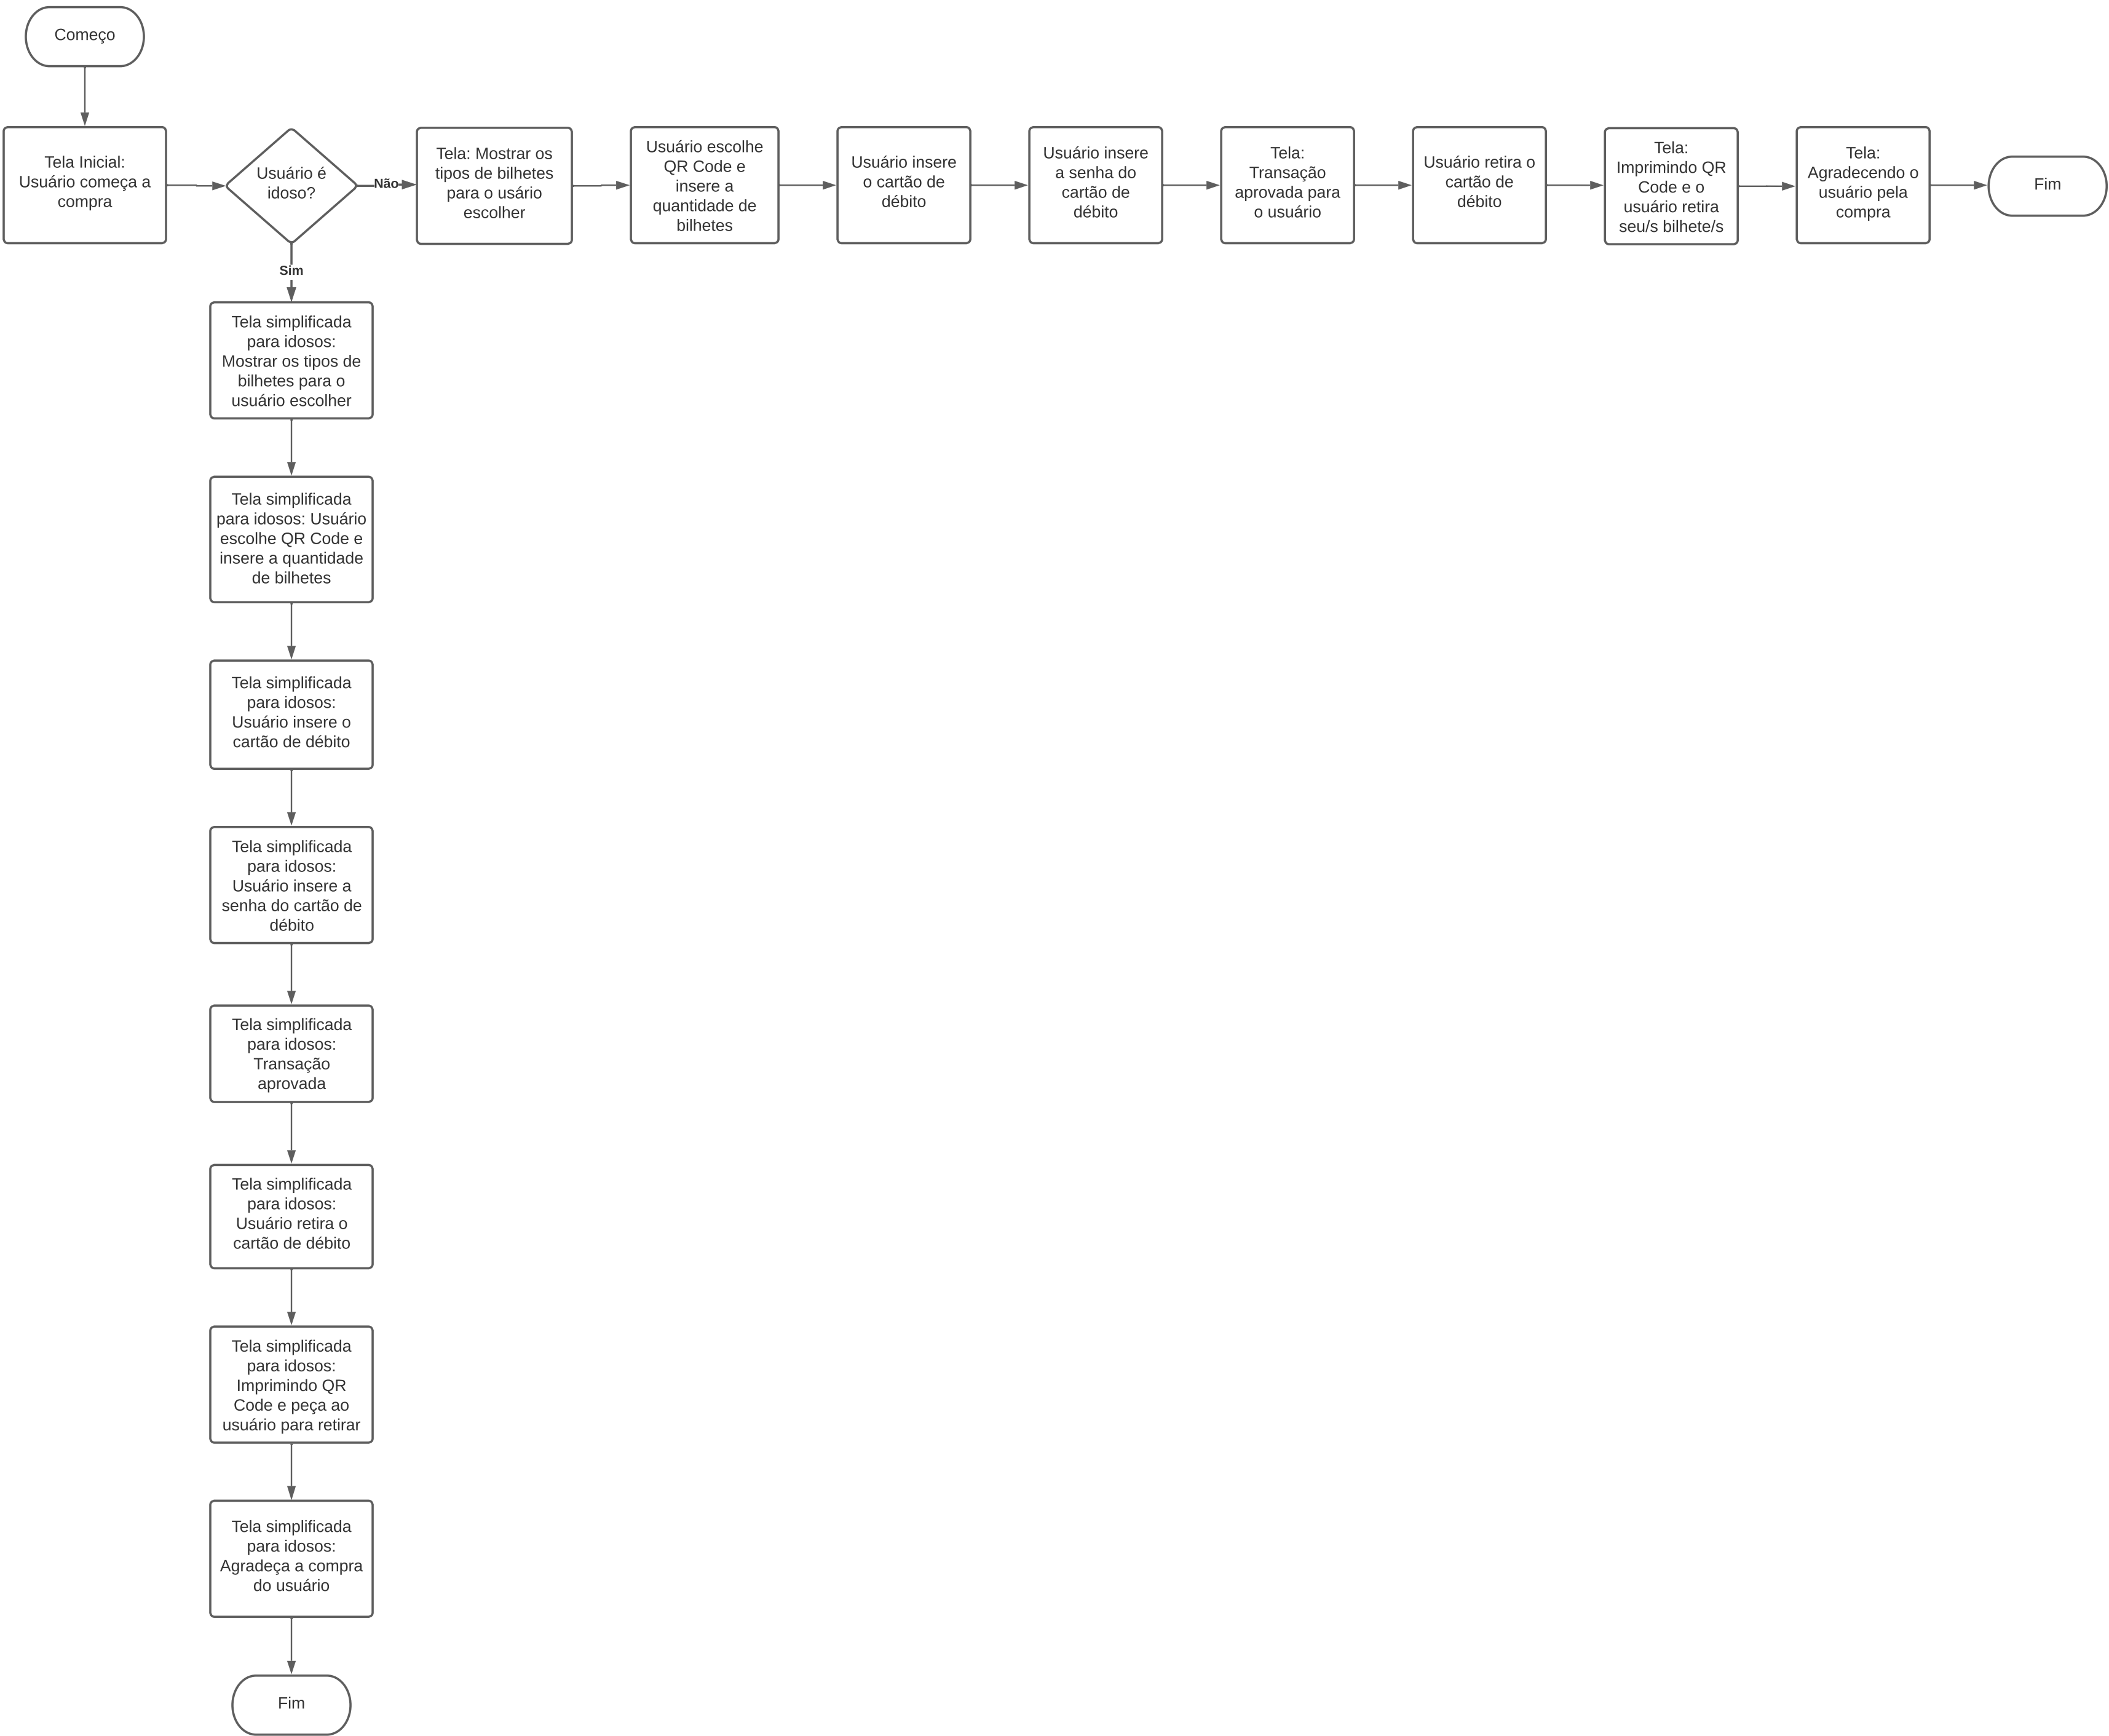 Começo
Tela Inicial:
Usuário começa a
compra
Usuário é
idoso?
Não
Tela: Mostrar os
tipos de bilhetes
para o usário
escolher
Usuário escolhe
QR Code e
insere a
quantidade de
bilhetes
Usuário insere
o cartão de
débito
Usuário insere
a senha do
cartão de
débito
Tela:
Transação
aprovada para
o usuário
Usuário retira o
cartão de
débito
Tela:
Imprimindo QR
Code e o
usuário retira
seu/s bilhete/s
Tela:
Agradecendo o
usuário pela
compra
Fim
Sim
Tela simplificada
para idosos:
Mostrar os tipos de
bilhetes para o
usuário escolher
Tela simplificada
para idosos: Usuário
escolhe QR Code e
insere a quantidade
de bilhetes
Tela simplificada
para idosos:
Usuário insere o
cartão de débito
Tela simplificada
para idosos:
Usuário insere a
senha do cartão de
débito
Tela simplificada
para idosos:
Transação
aprovada
Tela simplificada
para idosos:
Usuário retira o
cartão de débito
Tela simplificada
para idosos:
Imprimindo QR
Code e peça ao
usuário para retirar
Tela simplificada
para idosos:
Agradeça a compra
do usuário
Fim